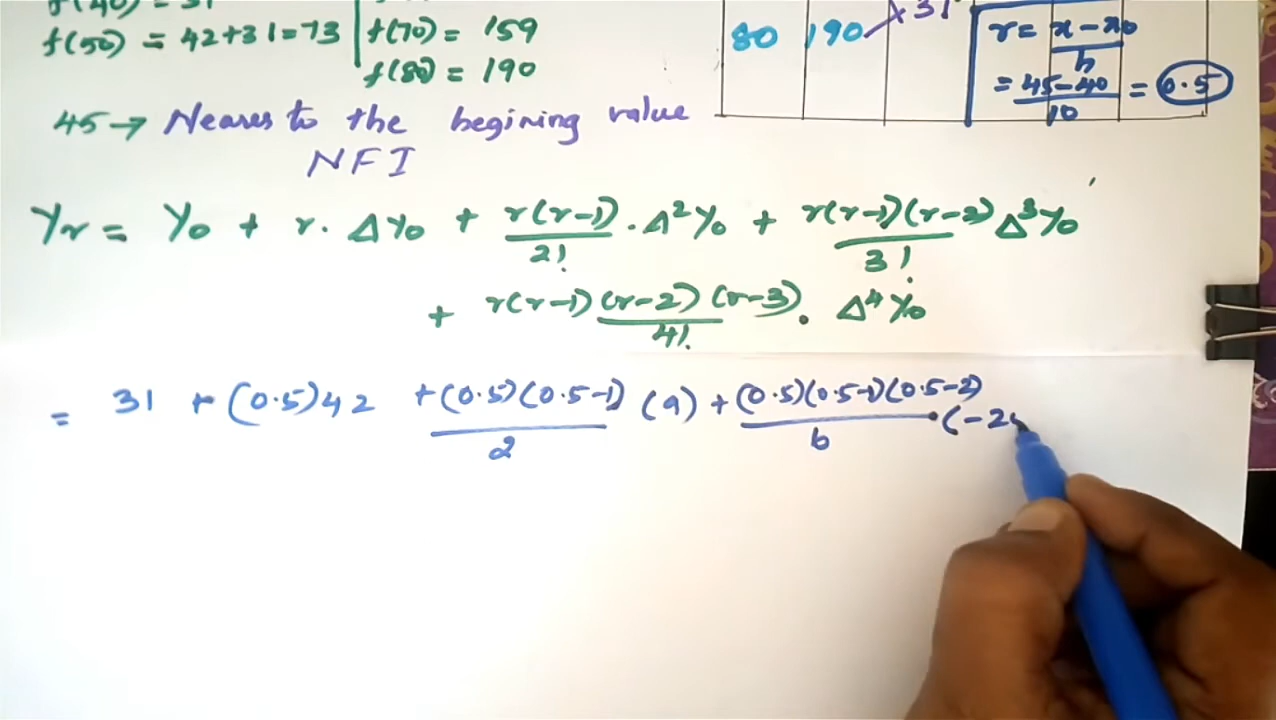 f(40) = 31
f(50) = 42+31=73
f(70) = 159
f(80) = 190
80 190 31
r = x - x0 / h
= 45-40 / 10 = 0.5
45 → Neares to the begining value
NFI
Yr = Y0 + r. ΔY0 + r(r-1) / 2! . Δ²Y0 + r(r-1)(r-2) / 3! Δ³Y0
+ r(r-1)(r-2)(r-3) / 4! . Δ⁴Y0
= 31 + (0.5)42 + (0.5)(0.5-1) / 2 (9) + (0.5)(0.5-1)(0.5-2) / 6 . (-2